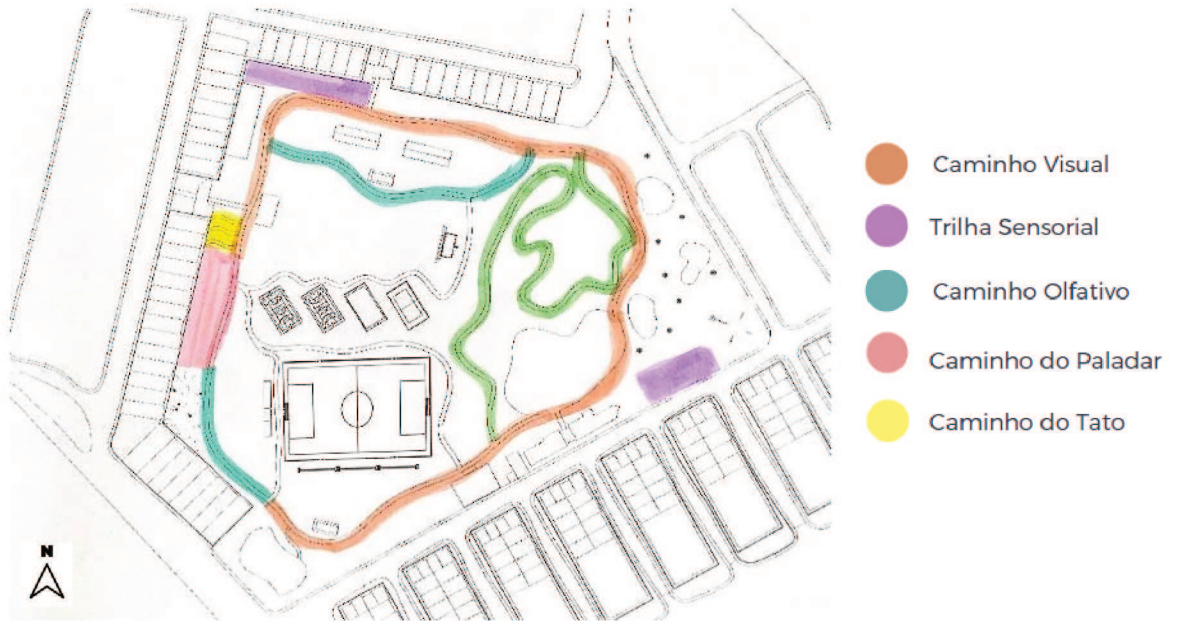 Caminho Visual
Trilha Sensorial
Caminho Olfativo
Caminho do Paladar
Caminho do Tato
N